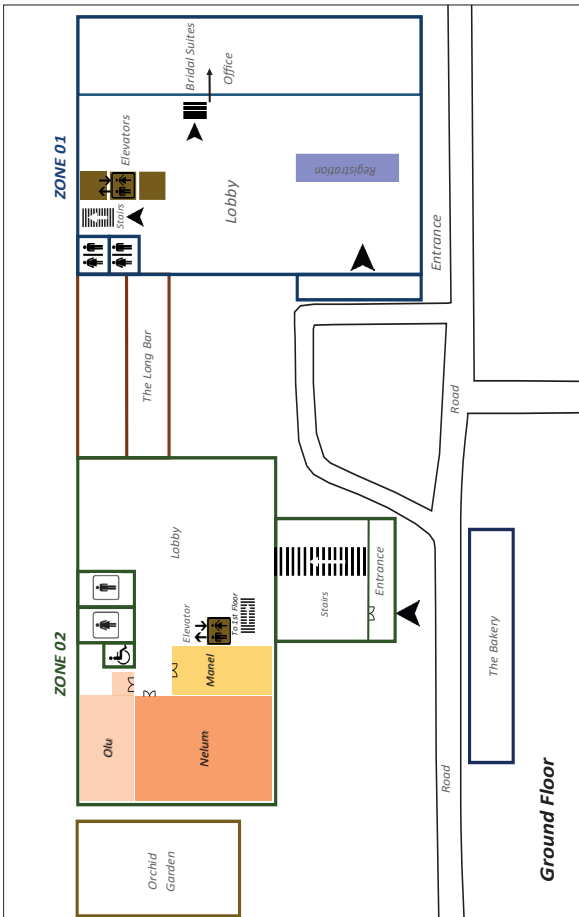 ZONE 01
Bridal Suites
Office
Elevators
Stairs
Lobby
Registration
Entrance
The Long Bar
Road
ZONE 02
Lobby
Elevator
To 1st Floor
Stairs
Entrance
Olu
Manel
Nelum
The Bakery
Road
Orchid
Garden
Ground Floor